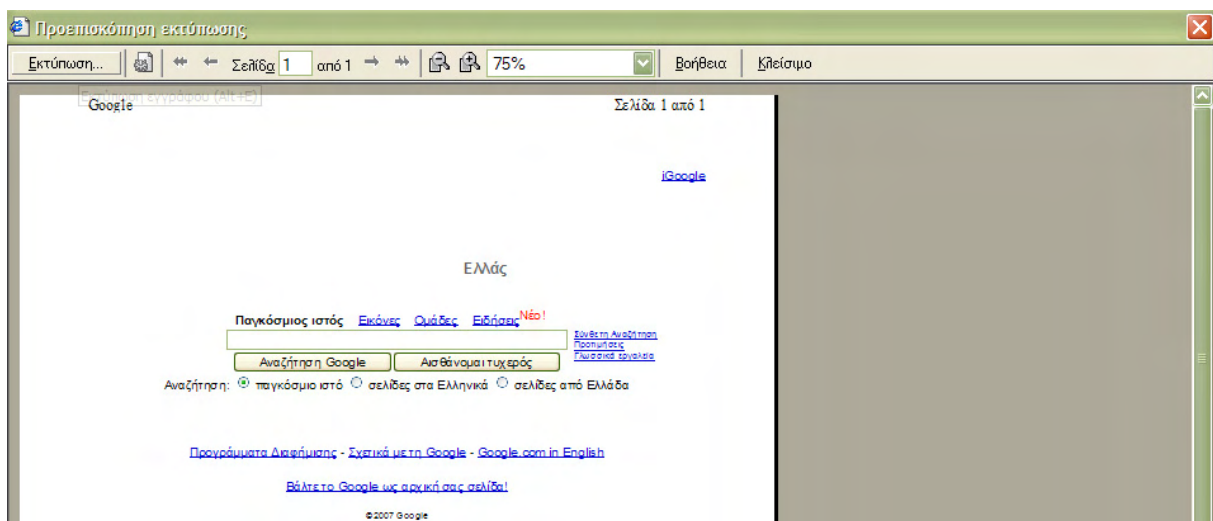 Προεπισκόπηση εκτύπωσης
Εκτύπωση... Σελίδα 1 από 1 75% Βοήθεια Κλείσιμο
Εκτύπωση εγγράφου (Alt+E)
Google Σελίδα 1 από 1
iGoogle
Ελλάς
Παγκόσμιος ιστός Εικόνες Ομάδες Ειδήσεις Νέο!
Σύνθετη Αναζήτηση
Προτιμήσεις
Γλωσσικά εργαλεία
Αναζήτηση Google Αισθάνομαι τυχερός
Αναζήτηση: παγκόσμιο ιστό σελίδες στα Ελληνικά σελίδες από Ελλάδα
Προγράμματα Διαφήμισης - Σχετικά με τη Google - Google.com in English
Βάλτε το Google ως αρχική σας σελίδα!
©2007 Google